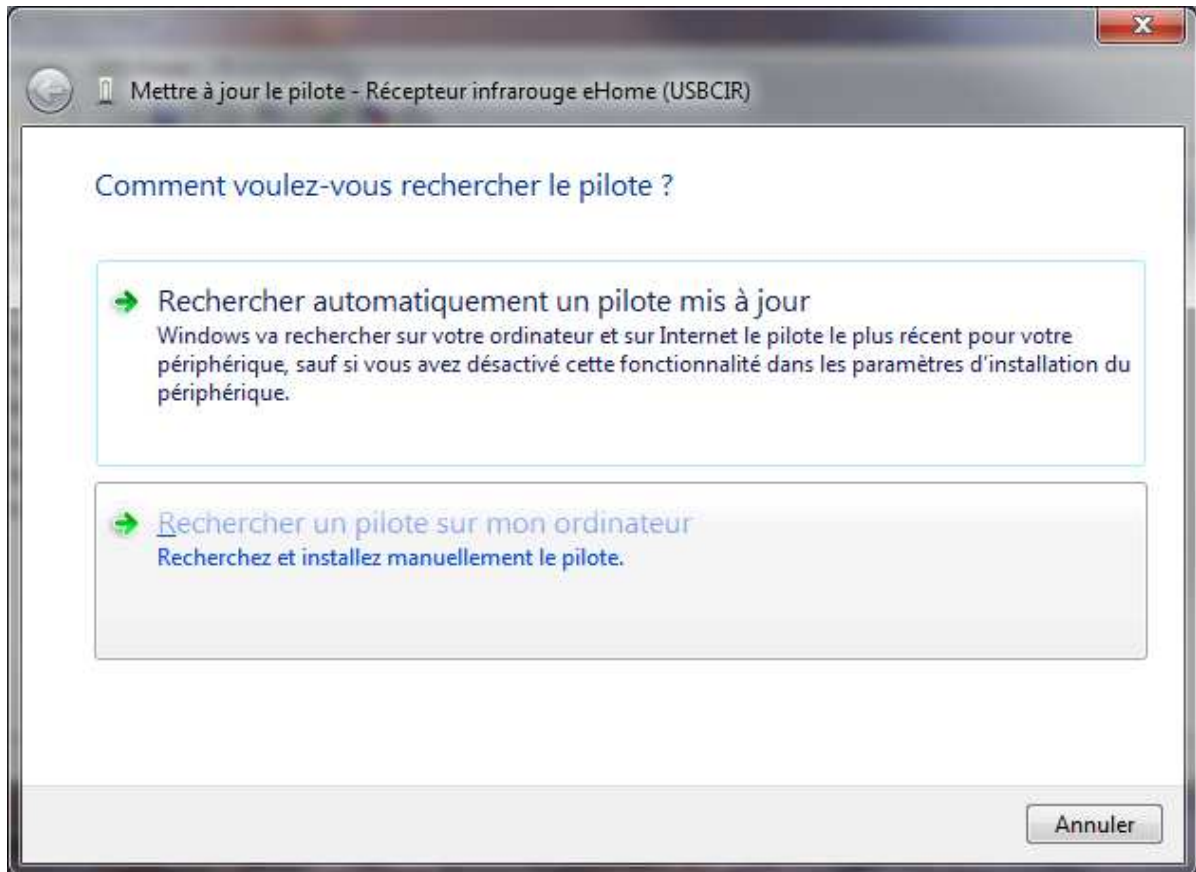 Mettre à jour le pilote - Récepteur infrarouge eHome (USBCIR)
Comment voulez-vous rechercher le pilote ?
Rechercher automatiquement un pilote mis à jour
Windows va rechercher sur votre ordinateur et sur Internet le pilote le plus récent pour votre
périphérique, sauf si vous avez désactivé cette fonctionnalité dans les paramètres d'installation du
périphérique.
Rechercher un pilote sur mon ordinateur
Recherchez et installez manuellement le pilote.
Annuler